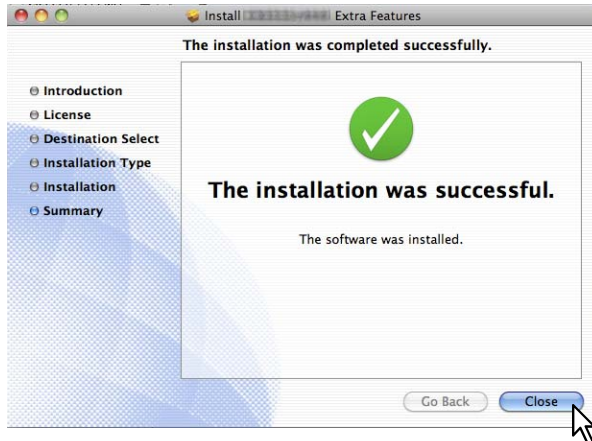 Install Extra Features
The installation was completed successfully.
Introduction
License
Destination Select
Installation Type
Installation
Summary
The installation was successful.
The software was installed.
Go Back
Close